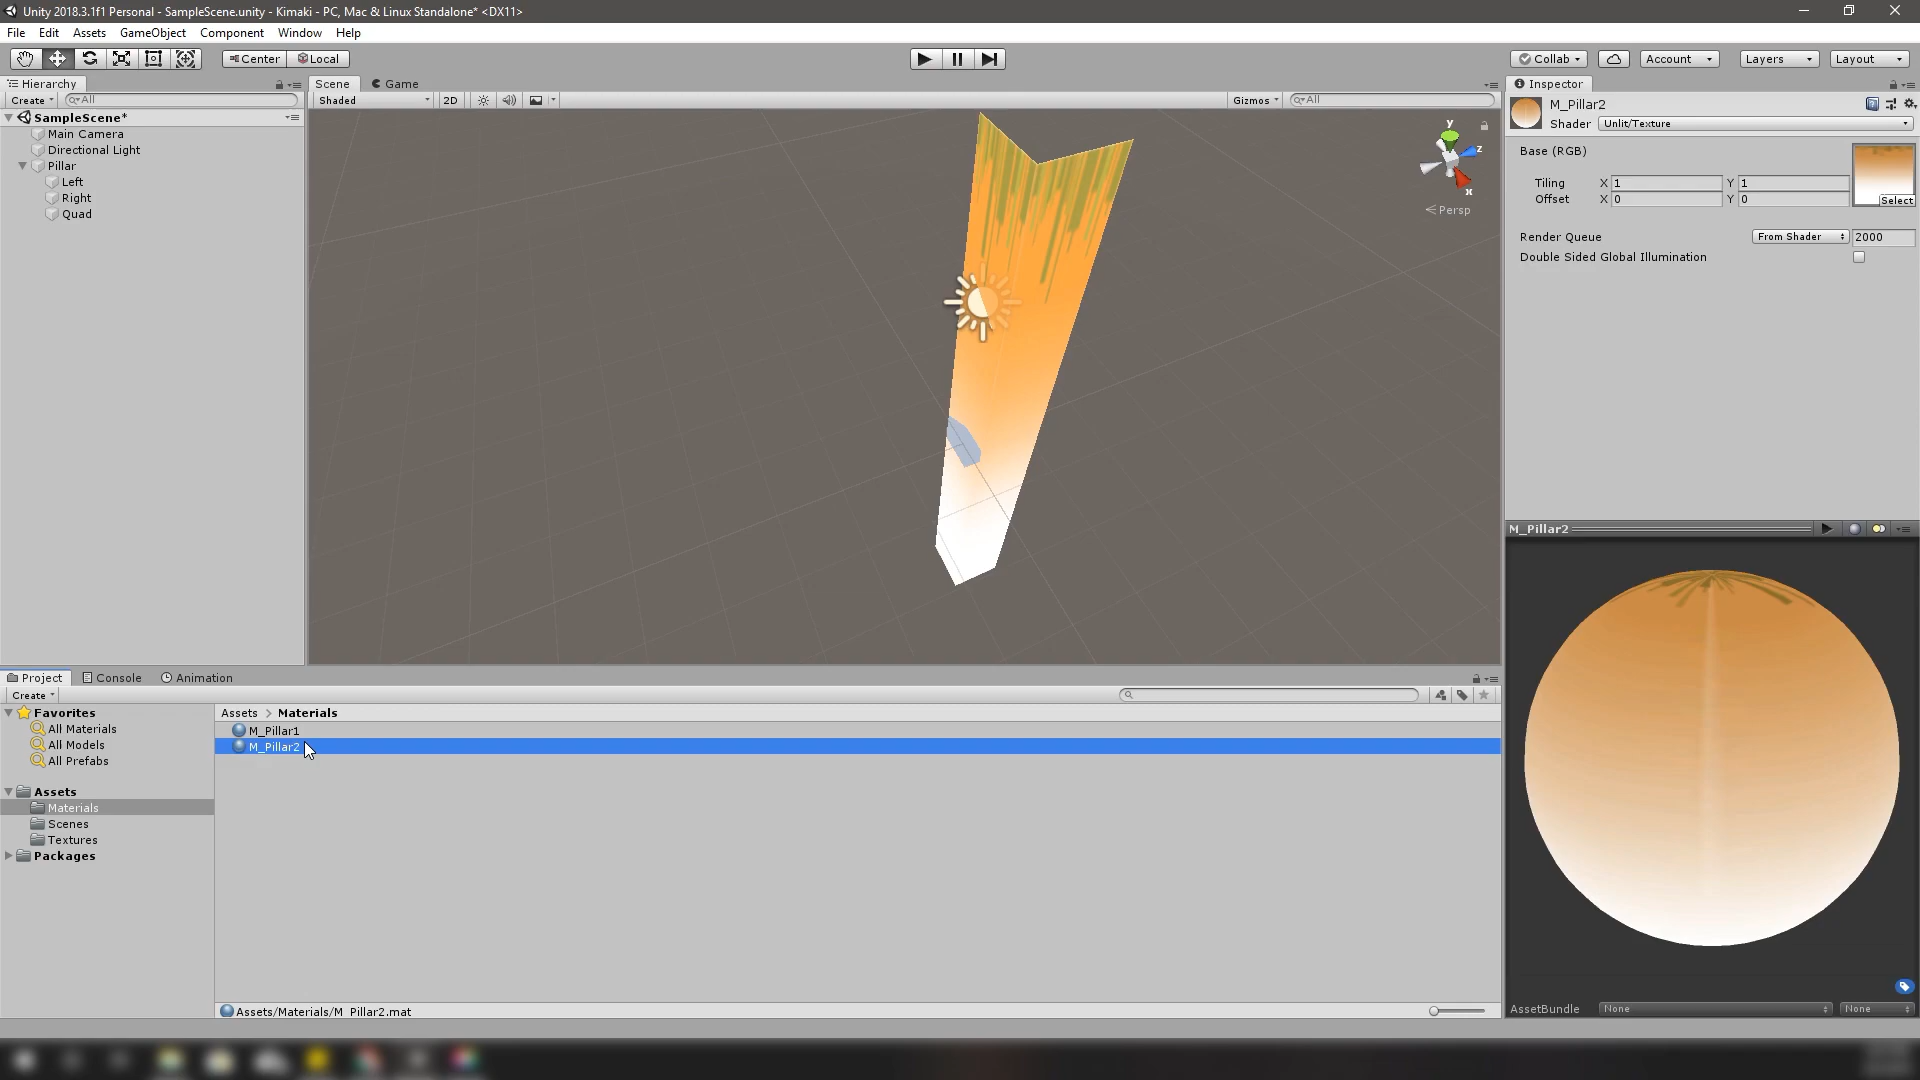 Unity 2018.3.1f1 Personal - SampleScene.unity - Kimaki - PC, Mac & Linux Standalone* <DX11>
File Edit Assets GameObject Component Window Help
Center Local Collab Account Layers Layout
Hierarchy
Create All
SampleScene*
Main Camera
Directional Light
Pillar
Left
Right
Quad
Scene Game
Shaded 2D Gizmos All
y
z
x
Persp
Inspector
M_Pillar2
Shader Unlit/Texture
Base (RGB)
Tiling X 1 Y 1
Offset X 0 Y 0
Select
Render Queue From Shader 2000
Double Sided Global Illumination
M_Pillar2
AssetBundle None None
Project Console Animation
Create
Favorites
All Materials
All Models
All Prefabs
Assets
Materials
Scenes
Textures
Packages
Assets > Materials
M_Pillar1
M_Pillar2
Assets/Materials/M_Pillar2.mat